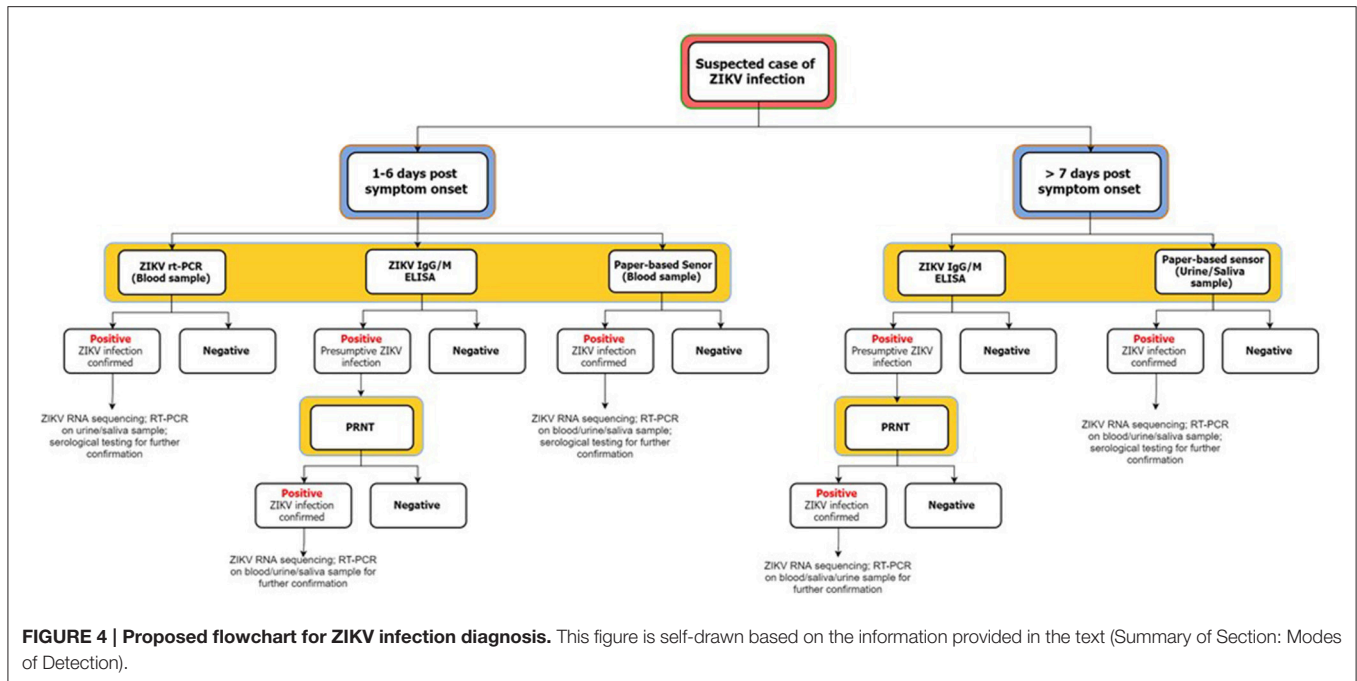 Suspected case of
ZIKV infection
1-6 days post
symptom onset
> 7 days post
symptom onset
ZIKV rt-PCR
(Blood sample)
ZIKV IgG/M
ELISA
Paper-based Senor
(Blood sample)
ZIKV IgG/M
ELISA
Paper-based sensor
(Urine/Saliva
sample)
Positive
ZIKV infection
confirmed
Negative
Positive
Presumptive ZIKV
infection
Negative
Positive
ZIKV infection
confirmed
Negative
Positive
Presumptive ZIKV
infection
Negative
Positive
ZIKV infection
confirmed
Negative
ZIKV RNA sequencing; RT-PCR
on urine/saliva sample;
serological testing for further
confirmation
PRNT
ZIKV RNA sequencing; RT-PCR
on blood/urine/saliva sample;
serological testing for further
confirmation
PRNT
ZIKV RNA sequencing; RT-PCR
on blood/urine/saliva sample;
serological testing for further
confirmation
Positive
ZIKV infection
confirmed
Negative
Positive
ZIKV infection
confirmed
Negative
ZIKV RNA sequencing; RT-PCR
on blood/urine/saliva sample for
further confirmation
ZIKV RNA sequencing; RT-PCR
on blood/saliva/urine sample for
further confirmation
FIGURE 4 | Proposed flowchart for ZIKV infection diagnosis. This figure is self-drawn based on the information provided in the text (Summary of Section: Modes
of Detection).